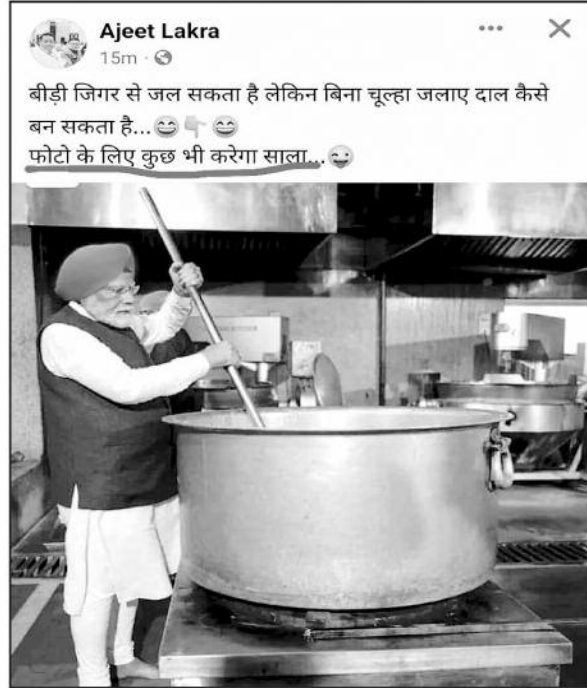 Ajeet Lakra
15m
बीड़ी जिगर से जल सकता है लेकिन बिना चूल्हा जलाए दाल कैसे
बन सकता है...😄👇😄
फोटो के लिए कुछ भी करेगा साला...😜